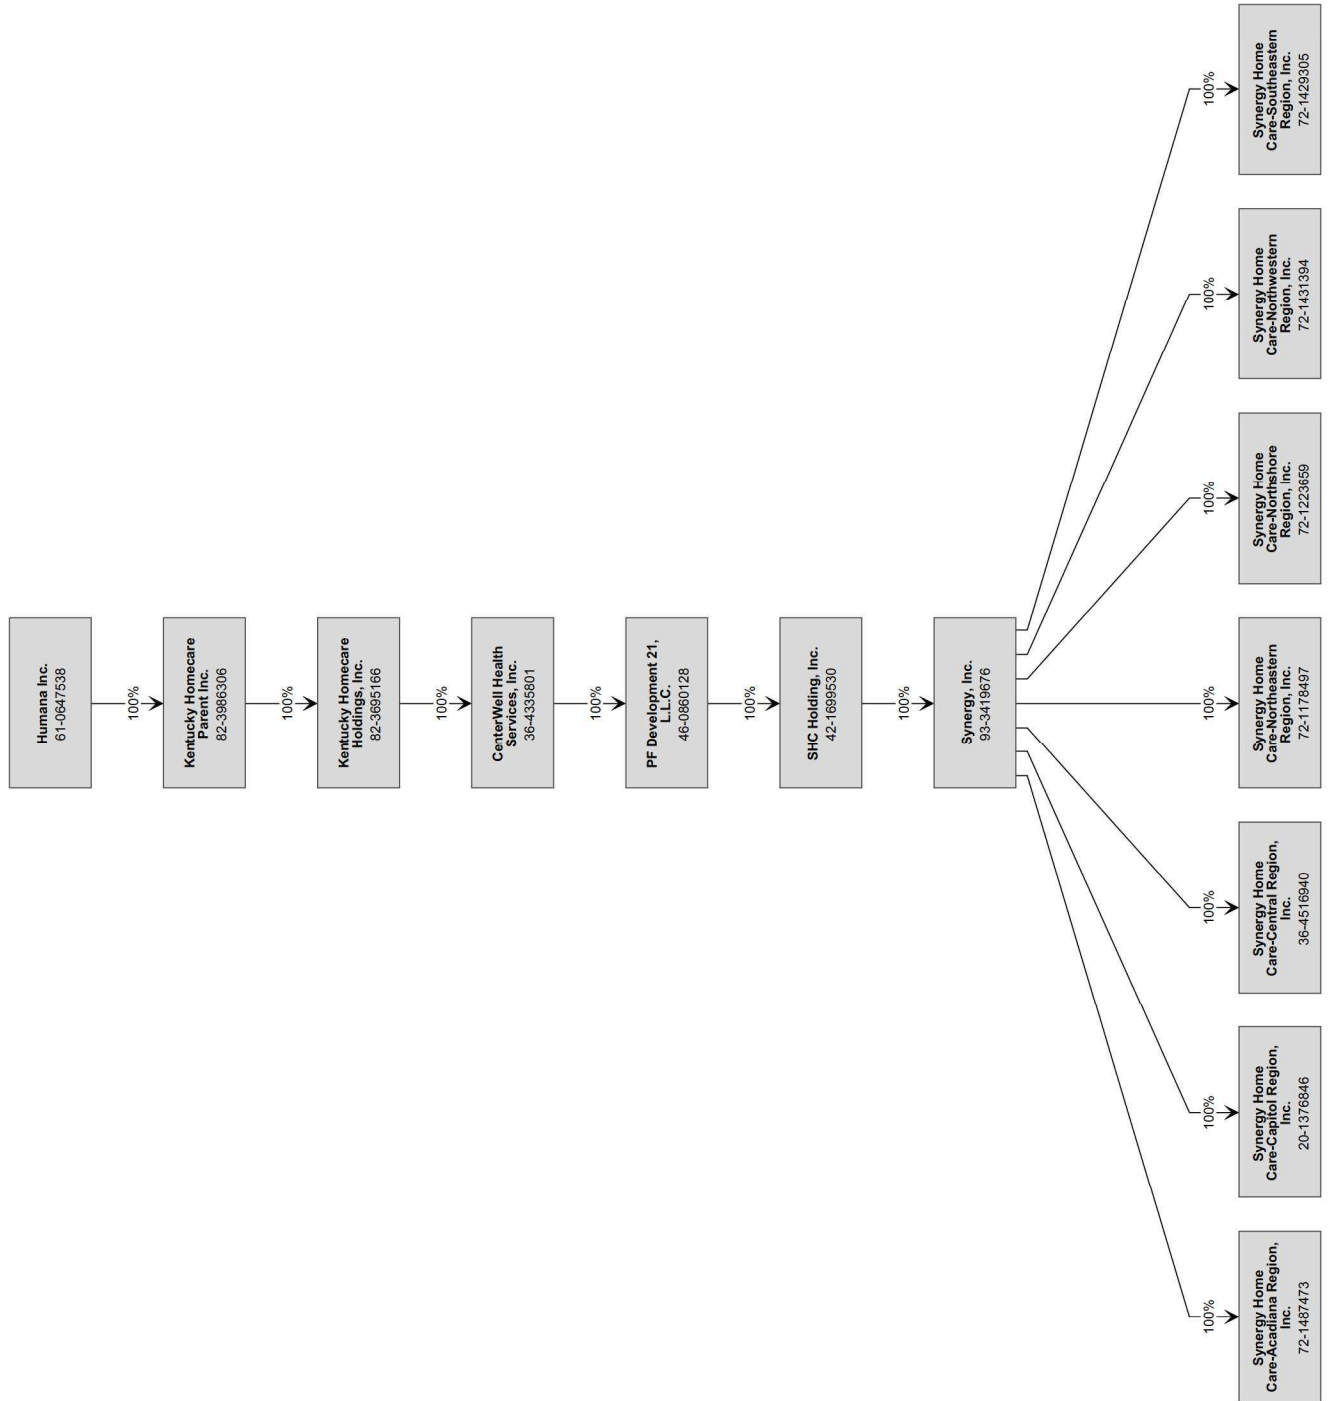 Humana Inc.
61-0647538
100%
Kentucky Homecare
Parent Inc.
82-3986306
100%
Kentucky Homecare
Holdings, Inc.
82-3695166
100%
CenterWell Health
Services, Inc.
36-4335801
100%
PF Development 21,
L.L.C.
46-0860128
100%
SHC Holding, Inc.
42-1699530
100%
Synergy, Inc.
93-3419676
100%
Synergy Home
Care-Acadiana Region,
Inc.
72-1487473
100%
Synergy Home
Care-Capitol Region,
Inc.
20-1376846
100%
Synergy Home
Care-Central Region,
Inc.
36-4516940
100%
Synergy Home
Care-Northeastern
Region, Inc.
72-1178497
100%
Synergy Home
Care-Northshore
Region, Inc.
72-1223659
100%
Synergy Home
Care-Northwestern
Region, Inc.
72-1431394
100%
Synergy Home
Care-Southeastern
Region, Inc.
72-1429305